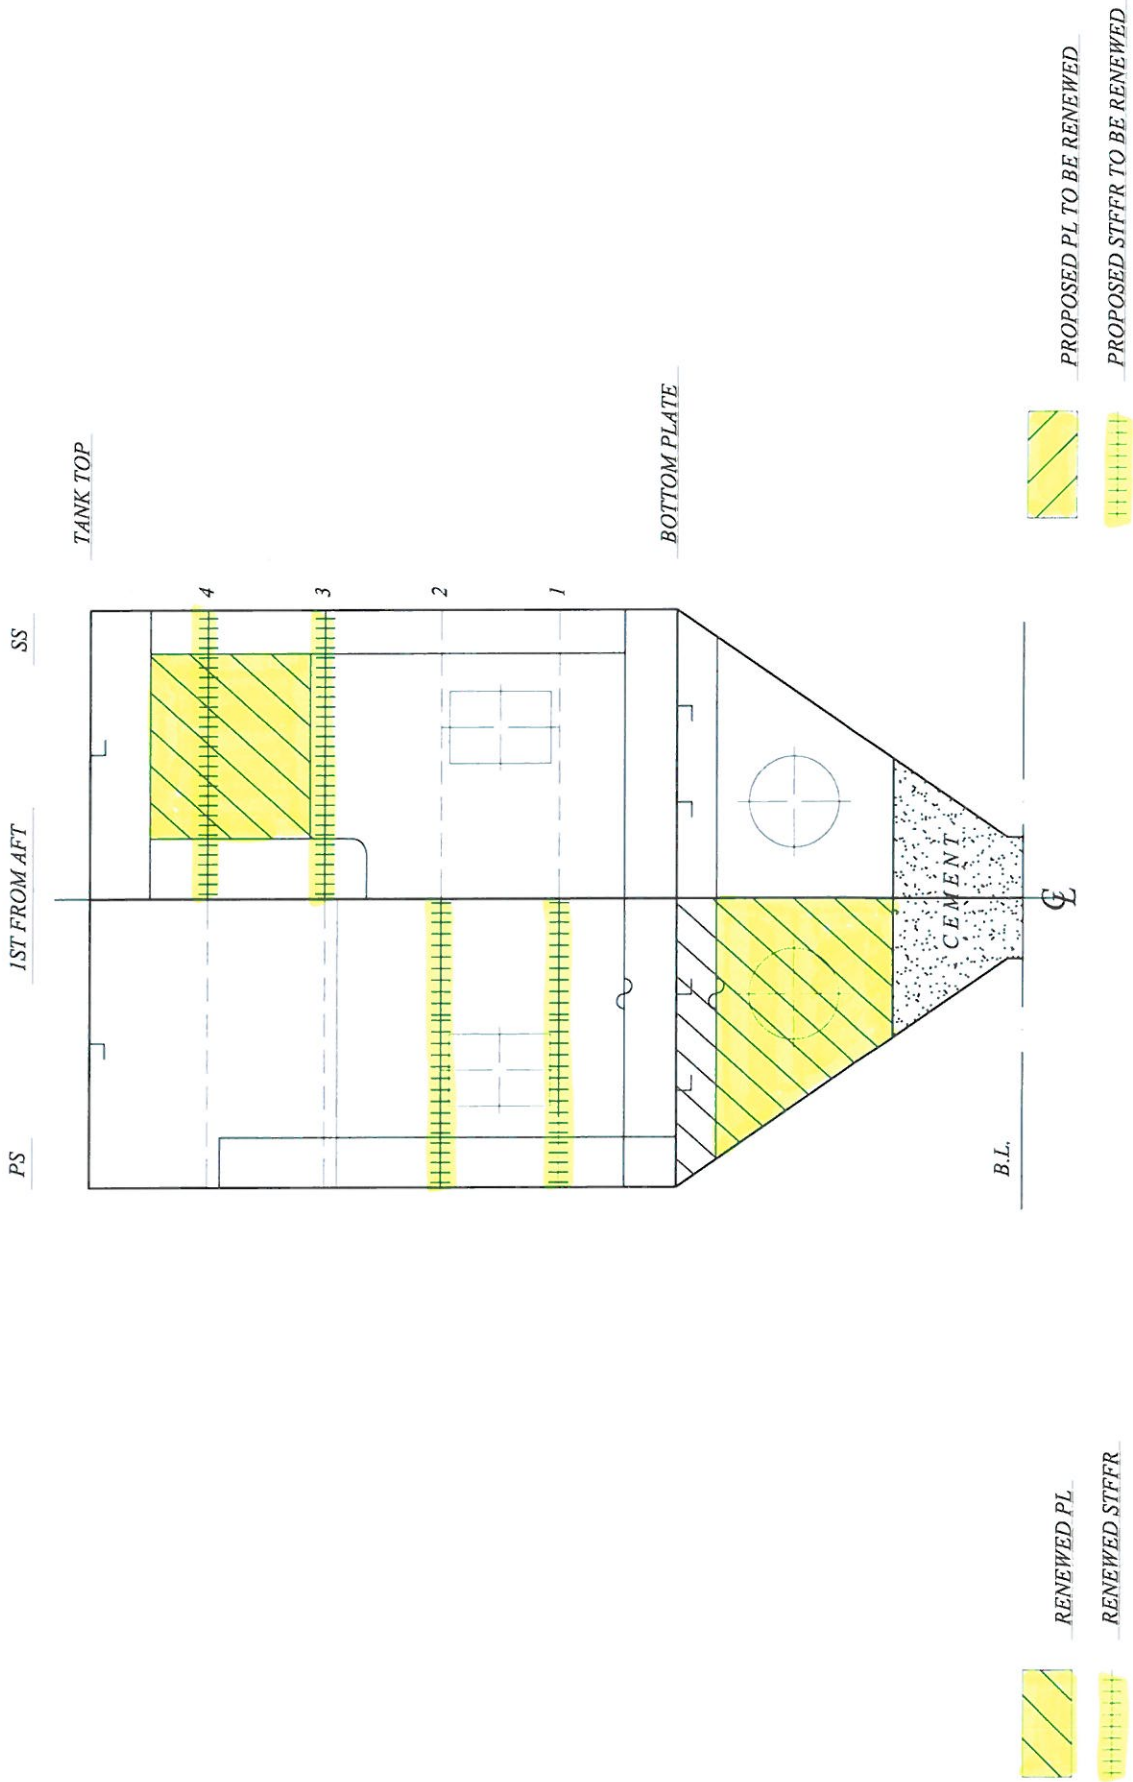 PS
1ST FROM AFT
SS
TANK TOP
4
3
2
1
BOTTOM PLATE
CEMENT
B.L.
RENEWED PL
RENEWED STFFR
PROPOSED PL TO BE RENEWED
PROPOSED STFFR TO BE RENEWED